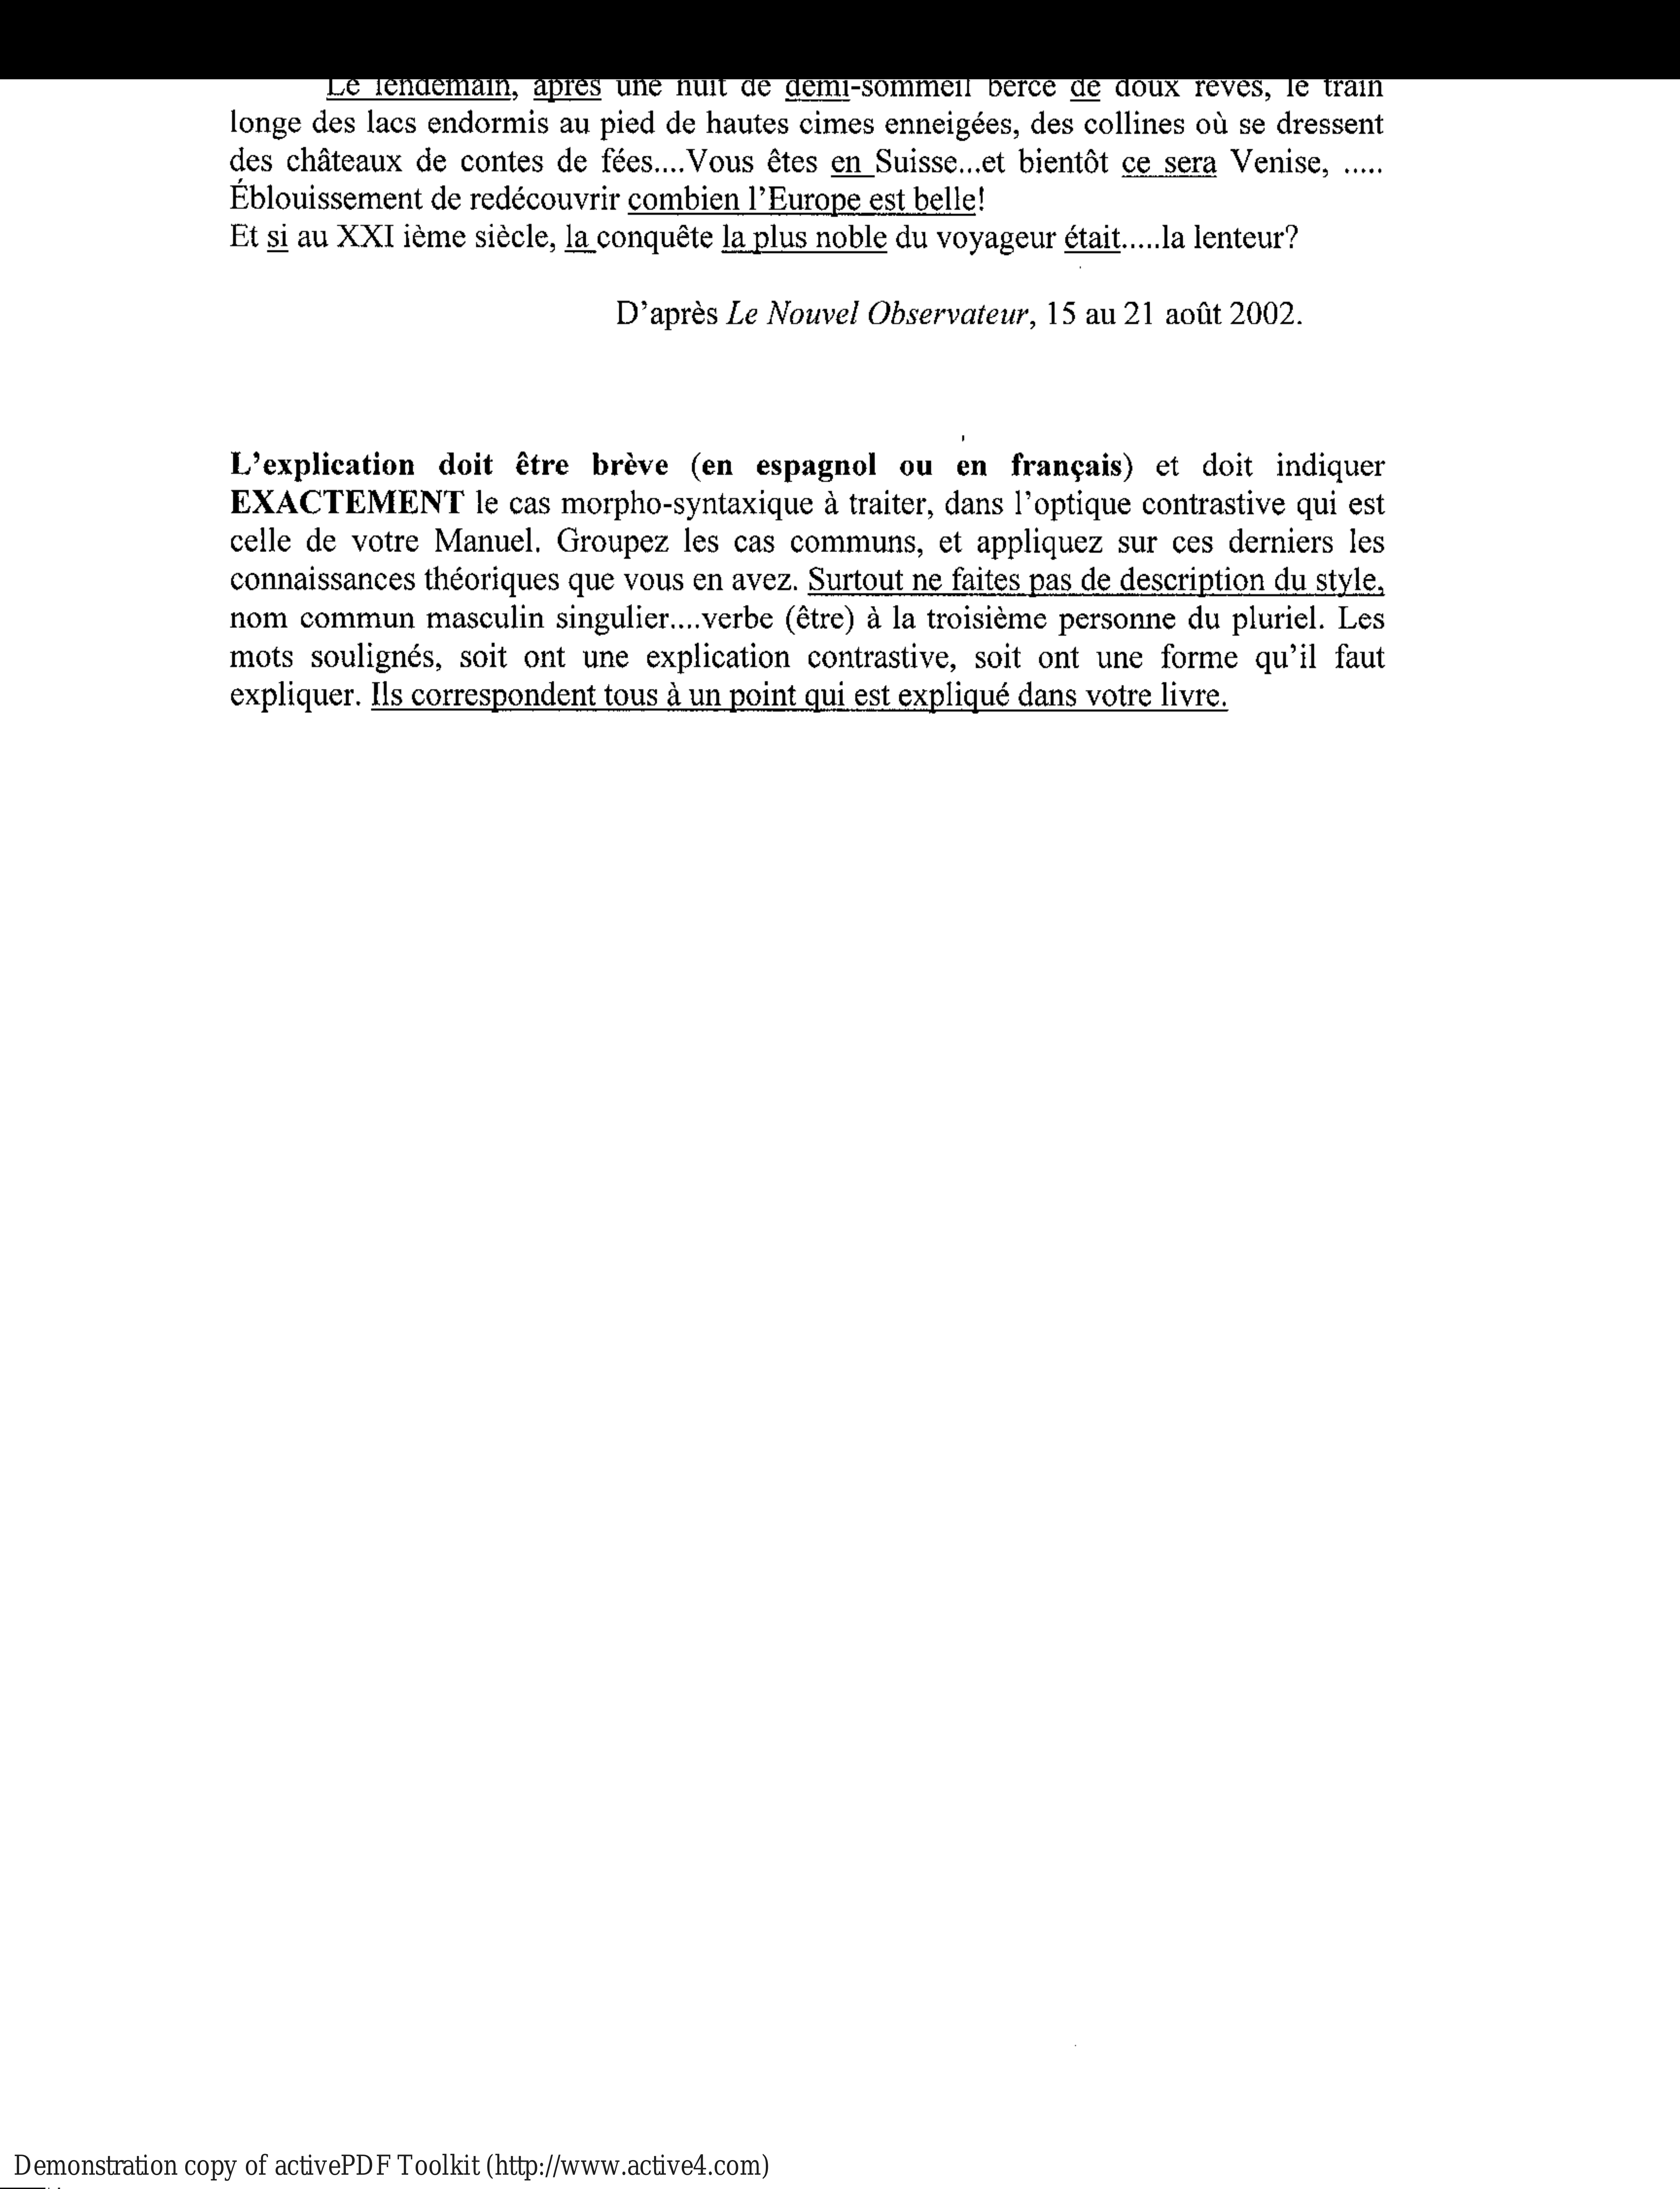 Le lendemain, après une nuit de demi-sommeil bercé de doux rêves, le train
longe des lacs endormis au pied de hautes cimes enneigées, des collines où se dressent
des châteaux de contes de fées....Vous êtes en Suisse...et bientôt ce sera Venise, .....
Éblouissement de redécouvrir combien l'Europe est belle!
Et si au XXI ième siècle, la conquête la plus noble du voyageur était.....la lenteur?
D'après Le Nouvel Observateur, 15 au 21 août 2002.
L'explication doit être brève (en espagnol ou en français) et doit indiquer
EXACTEMENT le cas morpho-syntaxique à traiter, dans l'optique contrastive qui est
celle de votre Manuel. Groupez les cas communs, et appliquez sur ces derniers les
connaissances théoriques que vous en avez. Surtout ne faites pas de description du style,
nom commun masculin singulier....verbe (être) à la troisième personne du pluriel. Les
mots soulignés, soit ont une explication contrastive, soit ont une forme qu'il faut
expliquer. Ils correspondent tous à un point qui est expliqué dans votre livre.
Demonstration copy of activePDF Toolkit (http://www.active4.com)